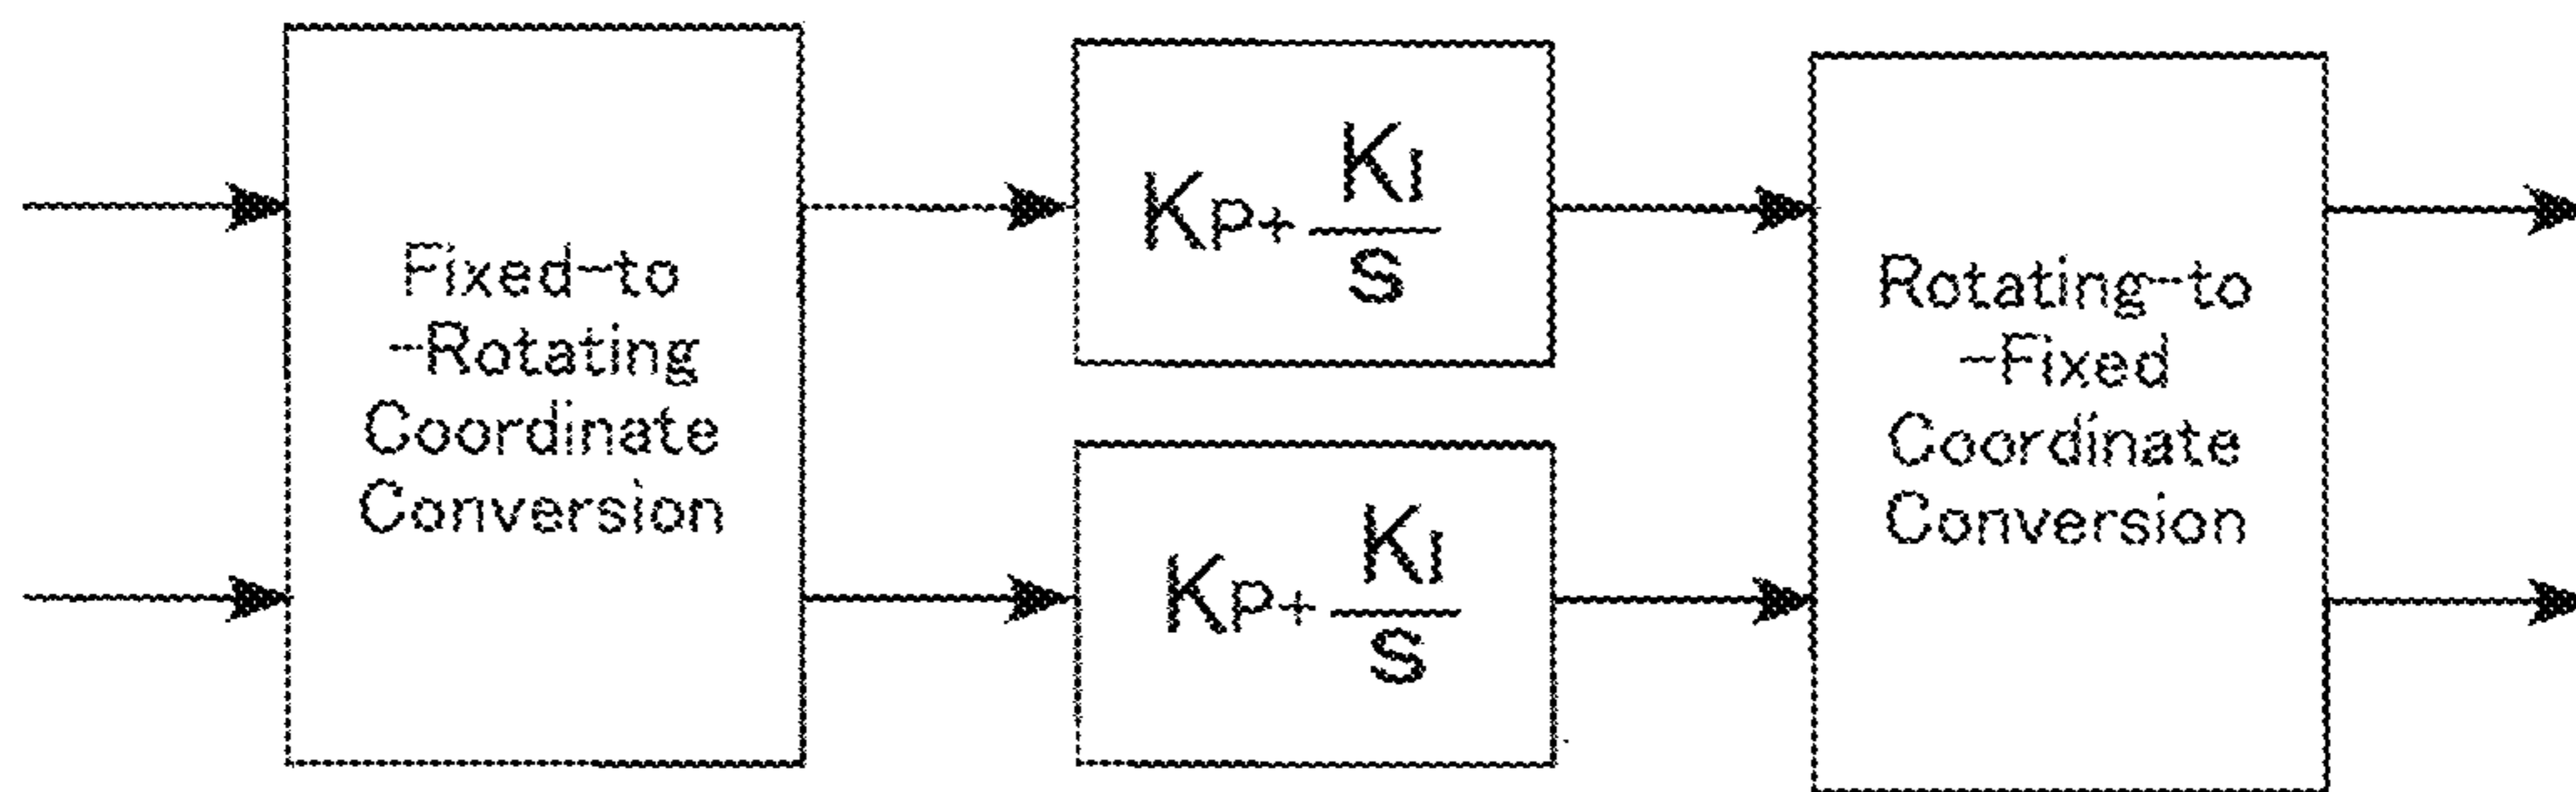 Fixed-to
-Rotating
Coordinate
Conversion
KP+ KI
s
KP+ KI
s
Rotating-to
-Fixed
Coordinate
Conversion